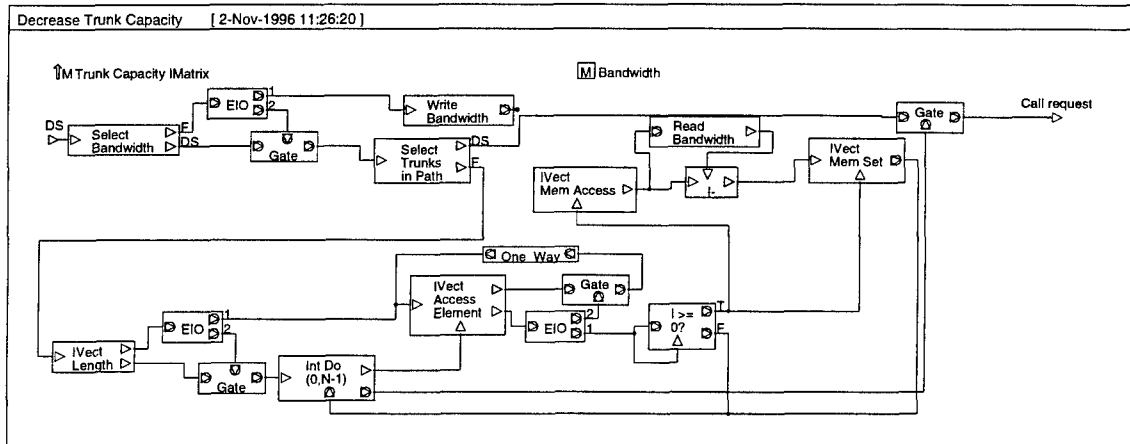 Decrease Trunk Capacity [ 2-Nov-1996 11:26:20 ]
⇑M Trunk Capacity IMatrix
M Bandwidth
DS
Select
Bandwidth
F
DS
EIO
1
2
Gate
Write
Bandwidth
Select
Trunks
in Path
DS
F
Read
Bandwidth
Gate
Call request
IVect
Mem Access
I-
IVect
Mem Set
One Way
IVect
Access
Element
Gate
EIO
2
1
I >=
0?
T
F
IVect
Length
EIO
1
2
Gate
Int Do
(0,N-1)